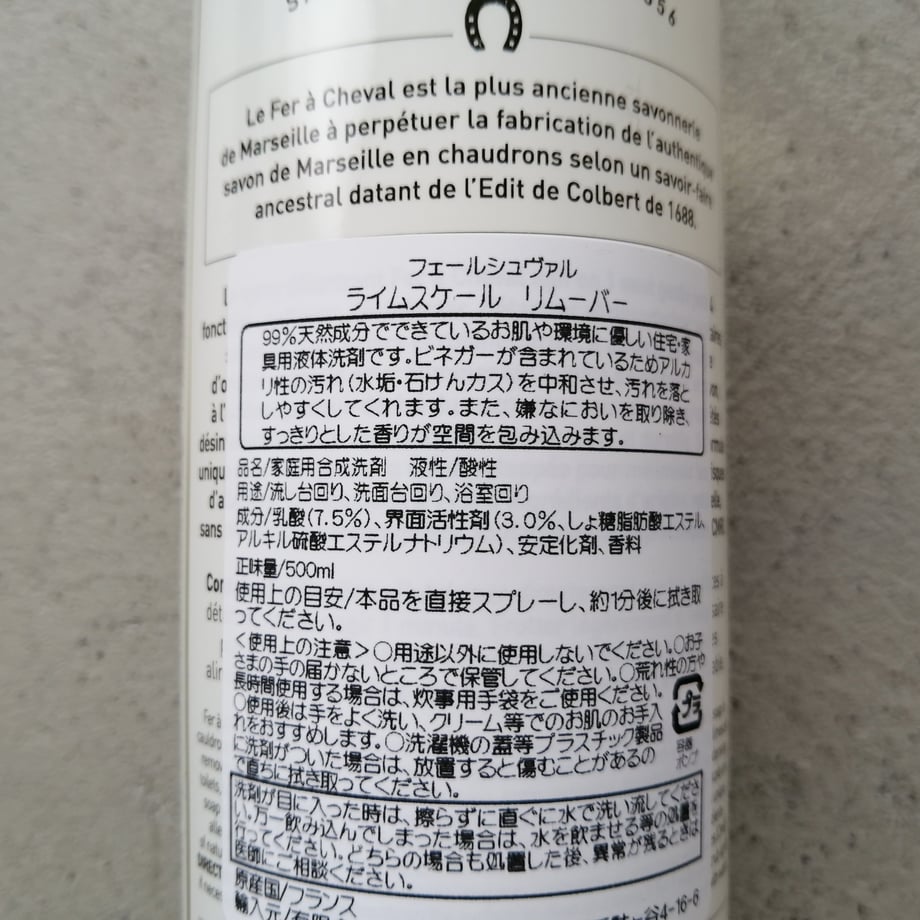 Le Fer à Cheval est la plus ancienne savonnerie
de Marseille à perpétuer la fabrication de l'authentique
savon de Marseille en chaudrons selon un savoir-faire
ancestral datant de l'Edit de Colbert de 1688.
フェールシュヴァル
ライムスケール リムーバー
99%天然成分でできているお肌や環境に優しい住宅・家
具用液体洗剤です。ビネガーが含まれているためアルカ
リ性の汚れ(水垢・石けんカス)を中和させ、汚れを落と
しやすくしてくれます。また、嫌なにおいを取り除き、
すっきりとした香りが空間を包み込みます。
品名/家庭用合成洗剤 液性/酸性
用途/流し台回り、洗面台回り、浴室回り
成分/乳酸(7.5%)、界面活性剤(3.0%、しょ糖脂肪酸エステル、
アルキル硫酸エステルナトリウム)、安定化剤、香料
正味量/500ml
使用上の目安/本品を直接スプレーし、約1分後に拭き取
ってください。
<使用上の注意>○用途以外に使用しないでください。○お子
さまの手の届かないところで保管してください。○荒れ性の方や
長時間使用する場合は、炊事用手袋をご使用ください。
○使用後は手をよく洗い、クリーム等でのお肌のお手入
れをおすすめします。○洗濯機の蓋等プラスチック製品
に洗剤がついた場合は、放置すると傷むことがあるの
で直ちに拭き取ってください。
プラ
容器
ポンプ
洗剤が目に入った時は、擦らずに直ぐに水で洗い流してくださ
い。万一飲み込んでしまった場合は、水を飲ませる等の処置を
行ってください。どちらの場合も処置した後、異常が残るときは
医師にご相談ください。
原産国/フランス
輸入元/有限
4-16-6